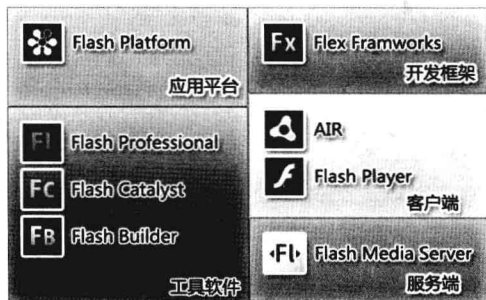 Flash Platform
应用平台
Fx Flex Framworks
开发框架
Fl Flash Professional
Fc Flash Catalyst
FB Flash Builder
工具软件
AIR
Flash Player
客户端
Fl Flash Media Server
服务端